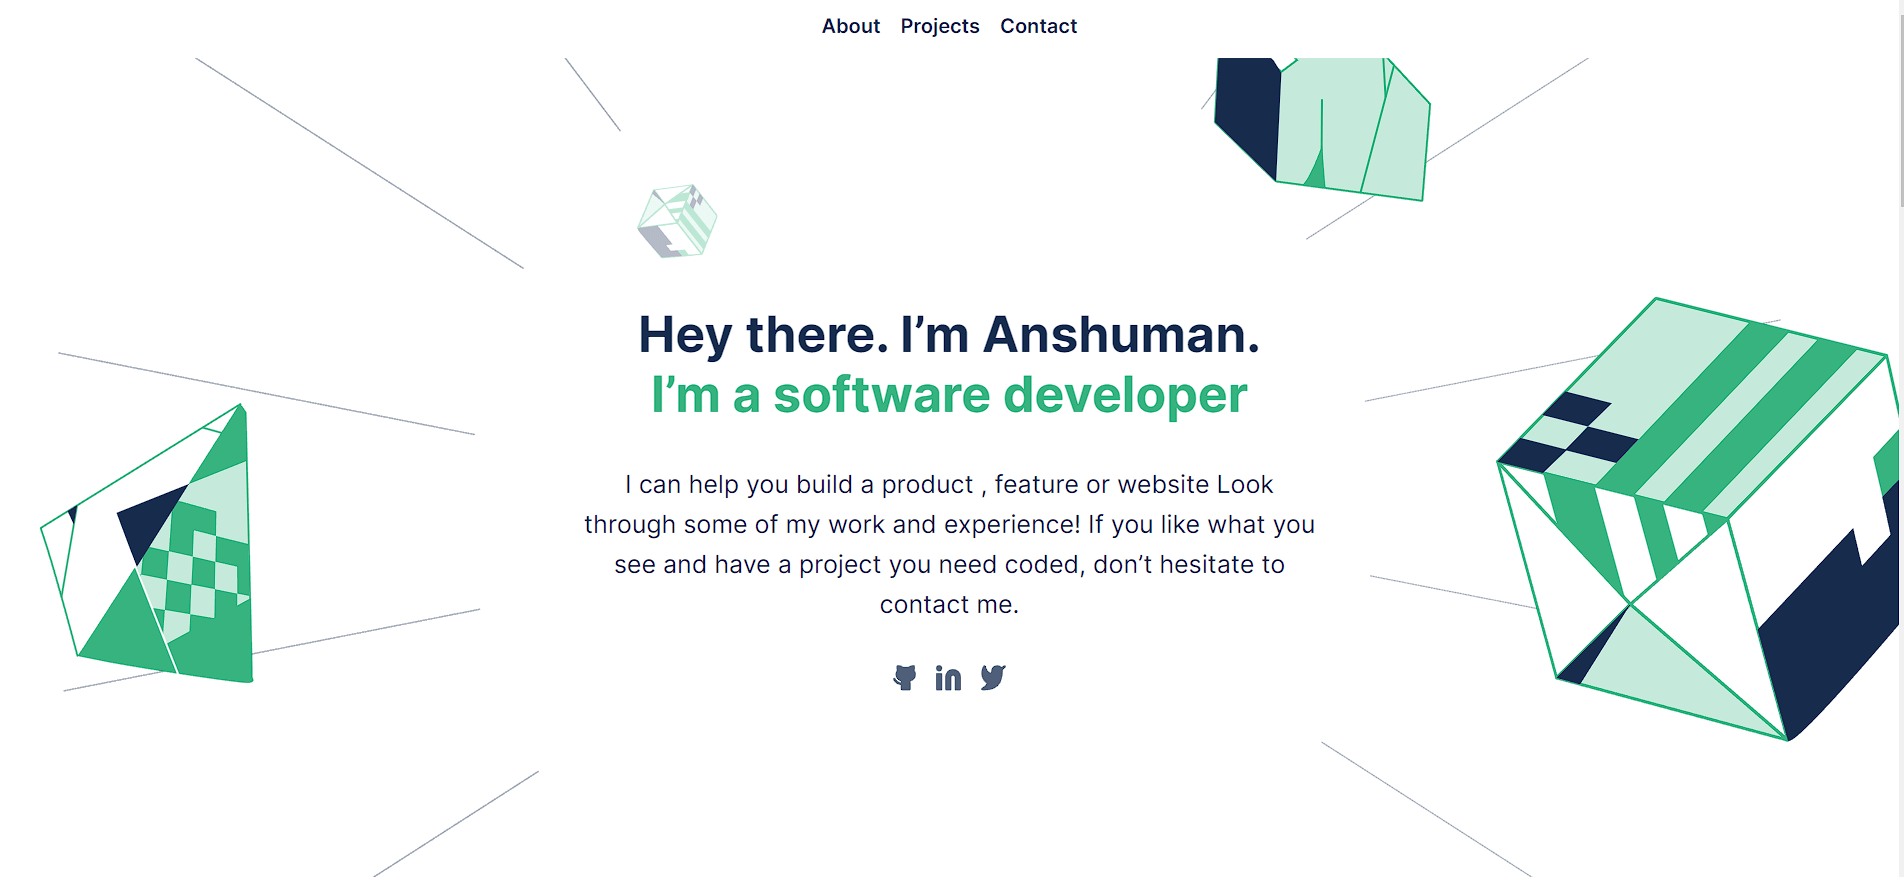 About Projects Contact
Hey there. I’m Anshuman.
I’m a software developer
I can help you build a product , feature or website Look
through some of my work and experience! If you like what you
see and have a project you need coded, don’t hesitate to
contact me.
in